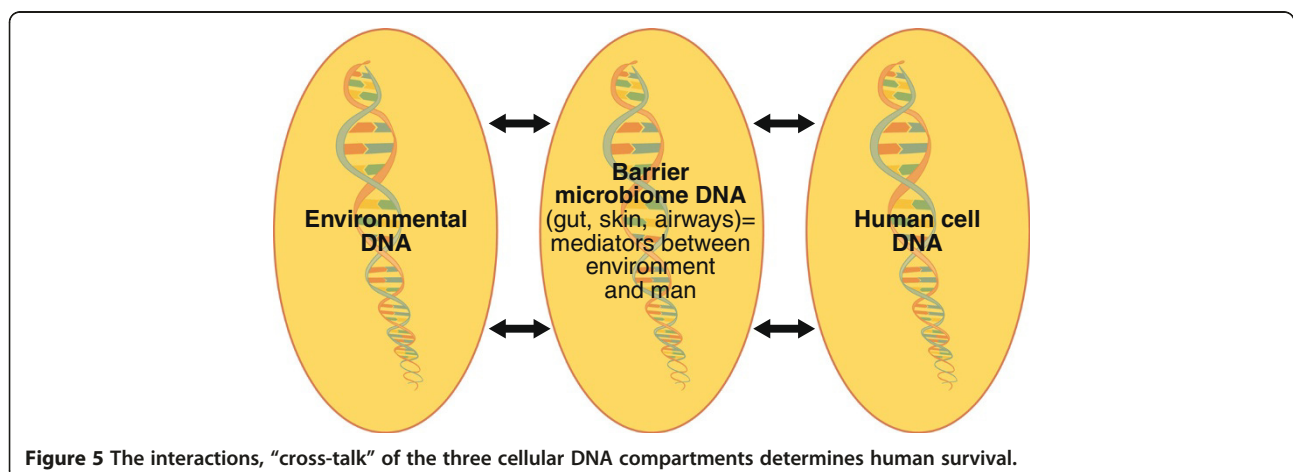 Environmental
DNA
Barrier
microbiome DNA
(gut, skin, airways)=
mediators between
environment
and man
Human cell
DNA
Figure 5 The interactions, “cross-talk” of the three cellular DNA compartments determines human survival.